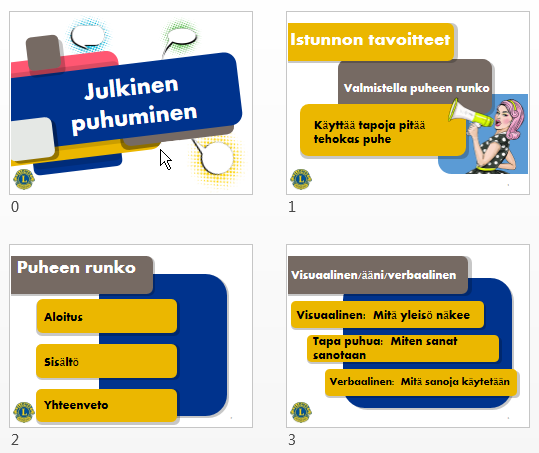 Julkinen
puhuminen
0
Istunnon tavoitteet
Valmistella puheen runko
Käyttää tapoja pitää
tehokas puhe
1
Puheen runko
Aloitus
Sisältö
Yhteenveto
2
Visuaalinen/ääni/verbaalinen
Visuaalinen: Mitä yleisö näkee
Tapa puhua: Miten sanat
sanotaan
Verbaalinen: Mitä sanoja käytetään
3